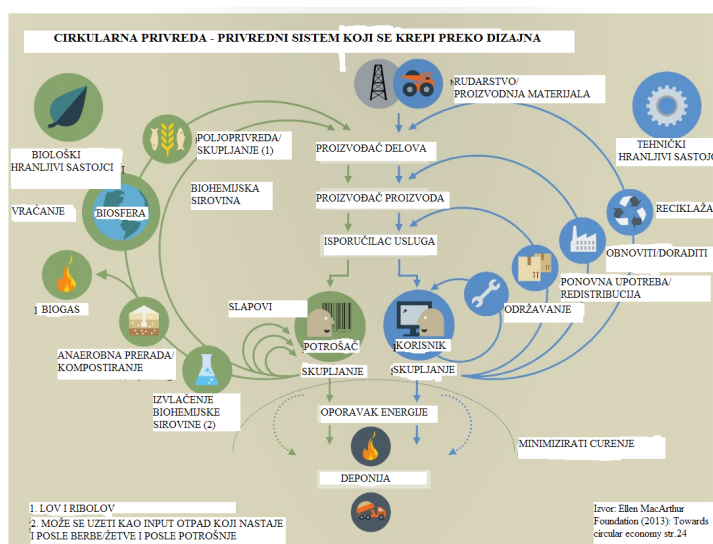 CIRKULARNA PRIVREDA - PRIVREDNI SISTEM KOJI SE KREPI PREKO DIZAJNA
RUDARSTVO/
PROIZVODNJA MATERIJALA
BIOLOŠKI
HRANLJIVI SASTOJCI
POLJOPRIVREDA/
SKUPLJANJE (1)
PROIZVOĐAČ DELOVA
TEHNIČKI
HRANLJIVI SASTOJC
BIOHEMIJSKA
SIROVINA
PROIZVOĐAČ PROIZVODA
VRAĆANJE
BIOSFERA
RECIKLAŽA
ISPORUČILAC USLUGA
OBNOVITI/DORADITI
PONOVNA UPOTREBA/
REDISTRIBUCIJA
BIOGAS
SLAPOVI
ODRŽAVANJE
POTROŠAČ
KORISNIK
ANAEROBNA PRERADA/
KOMPOSTIRANJE
SKUPLJANJE
SKUPLJANJE
IZVLAČENJE
BIOHEMIJSKE
SIROVINE (2)
OPORAVAK ENERGIJE
MINIMIZIRATI CURENJE
DEPONIJA
1. LOV I RIBOLOV
2. MOŽE SE UZETI KAO INPUT OTPAD KOJI NASTAJE
I POSLE BERBE/ŽETVE I POSLE POTROŠNJE
Izvor: Ellen MacArthur
Foundation (2013): Towards
circular economy str.24